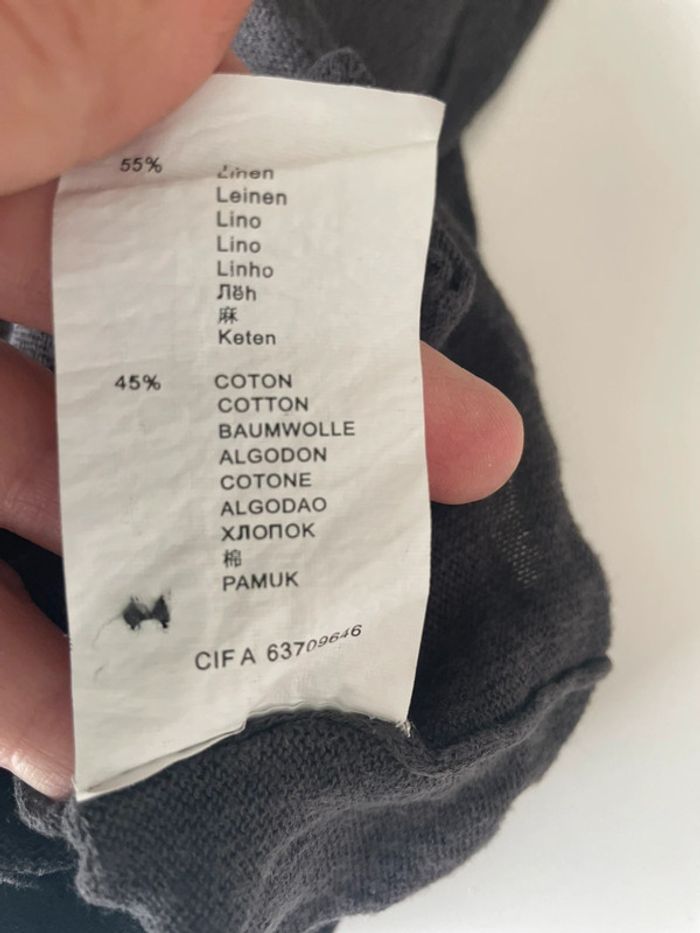 55% Linen
Leinen
Lino
Lino
Linho
Лён
麻
Keten
45% COTON
COTTON
BAUMWOLLE
ALGODON
COTONE
ALGODAO
ХЛОПОК
棉
PAMUK
CIF A 63709646